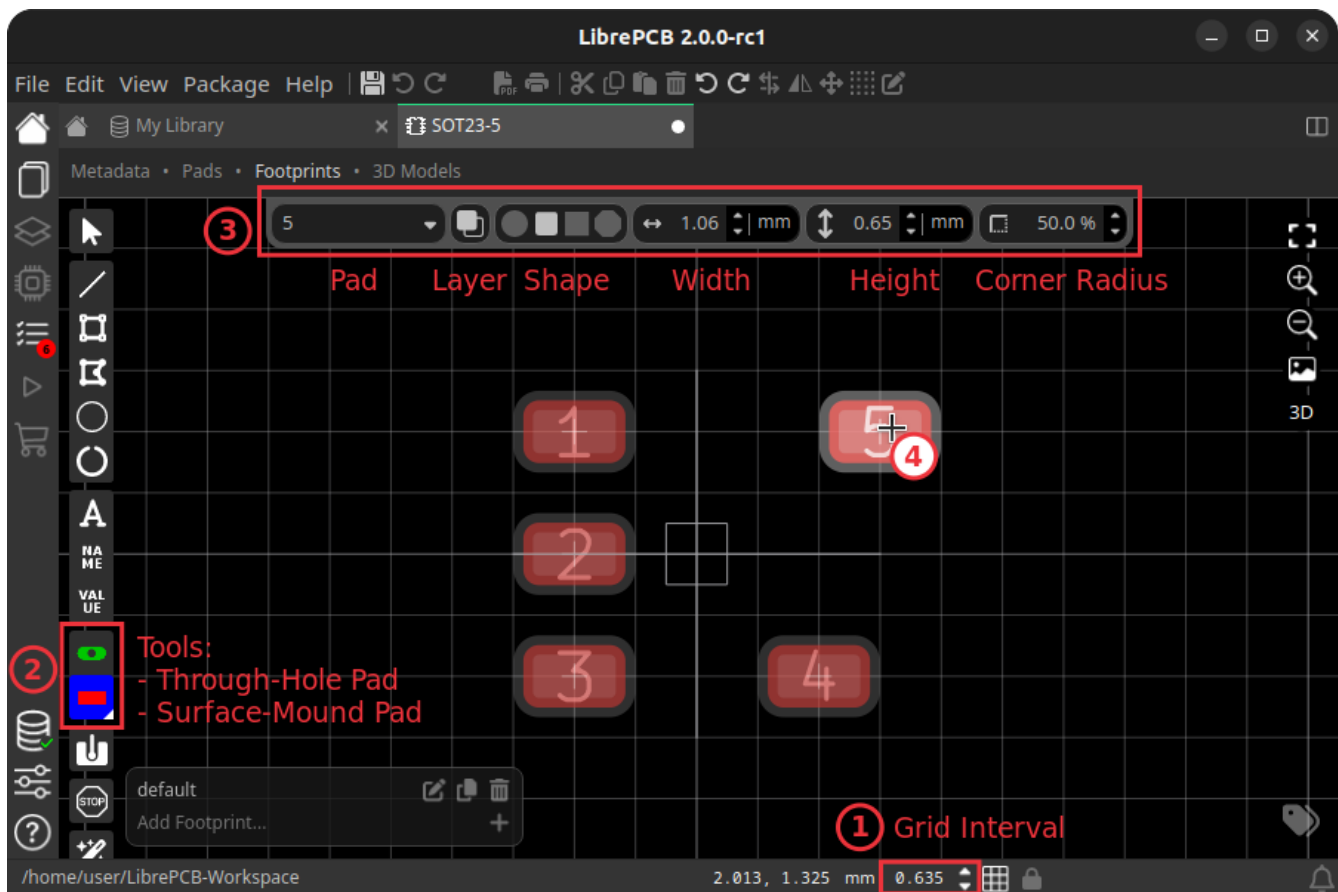 LibrePCB 2.0.0-rc1
File Edit View Package Help
PDF
My Library
SOT23-5
Metadata • Pads • Footprints • 3D Models
3
5
1.06 mm
0.65 mm
50.0 %
Pad Layer Shape Width Height Corner Radius
6
3D
1
5
4
A
NA
ME
2
VAL
UE
Tools:
2
- Through-Hole Pad
- Surface-Mound Pad
3
4
STOP
default
Add Footprint...
?
1 Grid Interval
/home/user/LibrePCB-Workspace
2.013, 1.325 mm 0.635